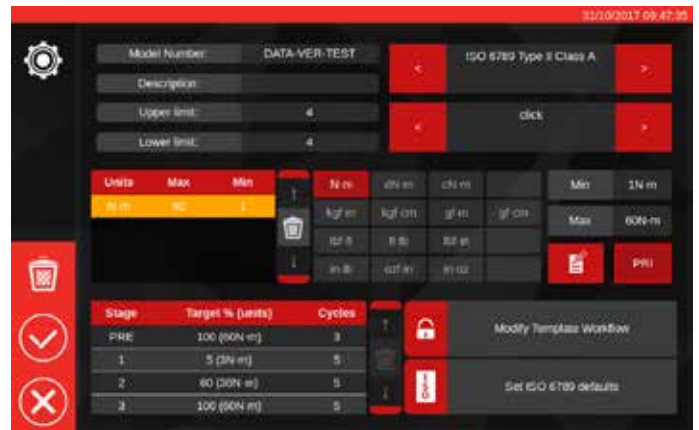 31/10/2017 09:47:35
Model Number: DATA-VER-TEST
Description:
Upper limit: 4
Lower limit: 4
< ISO 6789 Type II Class A >
< click >
Units Max Min
N·m 60 1
N·m dN·m cN·m
kgf·m kgf·cm gf·m gf·cm
lbf·ft ft·lb lbf·in
in·lb ozf·in in·oz
Min 1N·m
Max 60N·m
PRI
Stage Target % (units) Cycles
PRE 100 (60N·m) 3
1 5 (3N·m) 5
2 60 (36N·m) 5
3 100 (60N·m) 5
Modify Template Workflow
ISO
Set ISO 6789 defaults